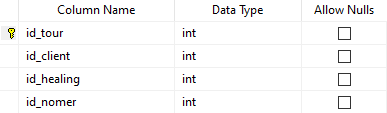 Column Name Data Type Allow Nulls
id_tour int
id_client int
id_healing int
id_nomer int